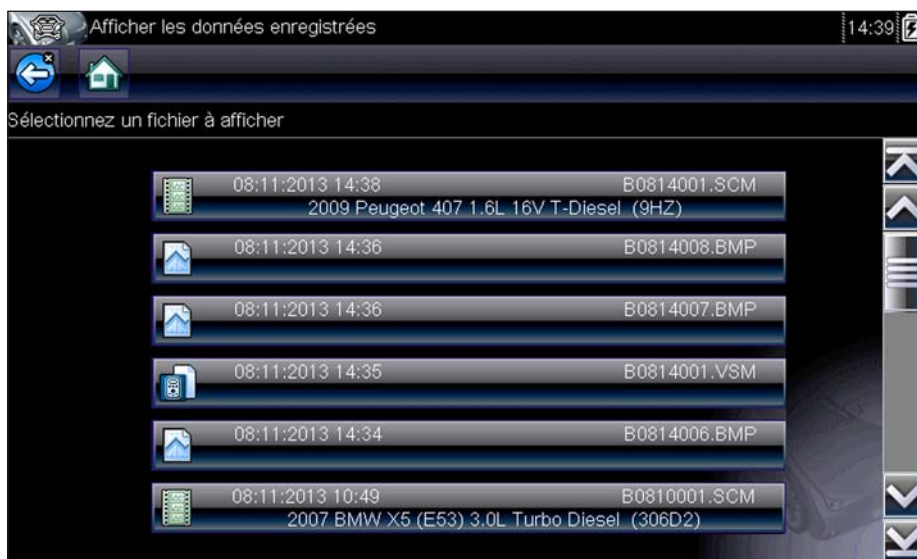 Afficher les données enregistrées 14:39
Sélectionnez un fichier à afficher
08:11:2013 14:38 B0814001.SCM
2009 Peugeot 407 1.6L 16V T-Diesel (9HZ)
08:11:2013 14:36 B0814008.BMP
08:11:2013 14:36 B0814007.BMP
08:11:2013 14:35 B0814001.VSM
08:11:2013 14:34 B0814006.BMP
08:11:2013 10:49 B0810001.SCM
2007 BMW X5 (E53) 3.0L Turbo Diesel (306D2)